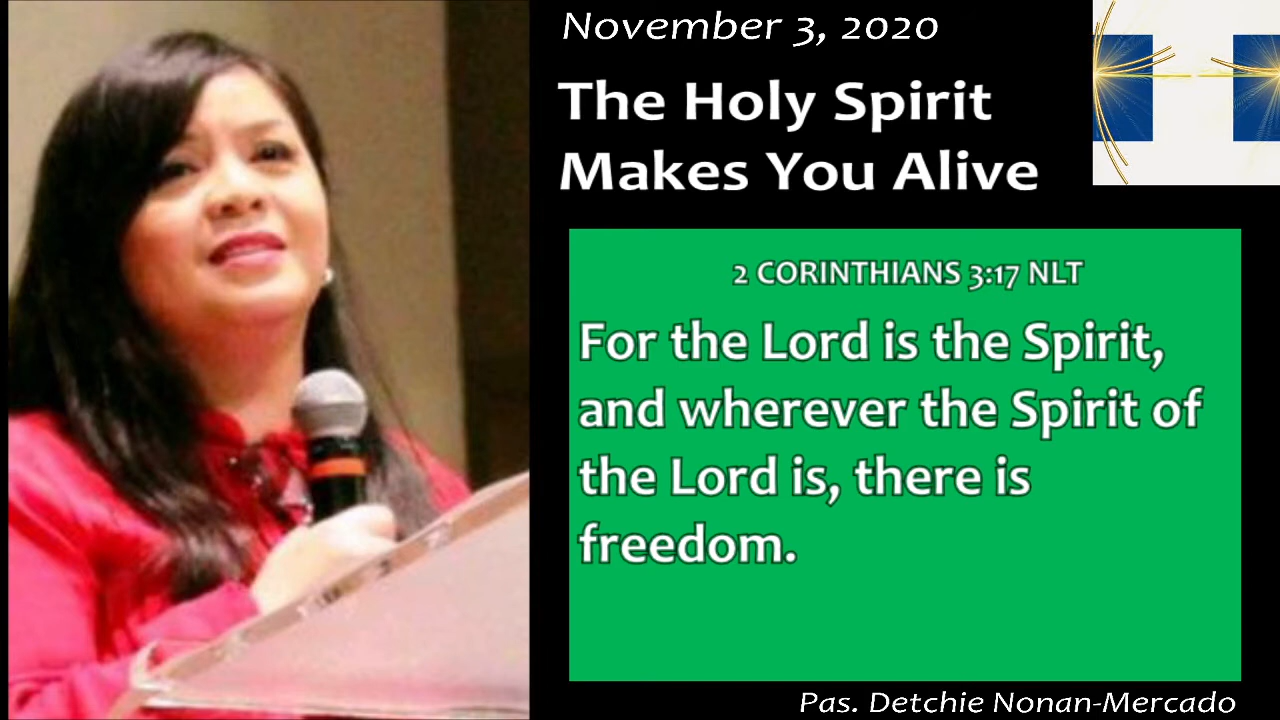 November 3, 2020
The Holy Spirit
Makes You Alive
2 CORINTHIANS 3:17 NLT
For the Lord is the Spirit,
and wherever the Spirit of
the Lord is, there is
freedom.
Pas. Detchie Nonan-Mercado